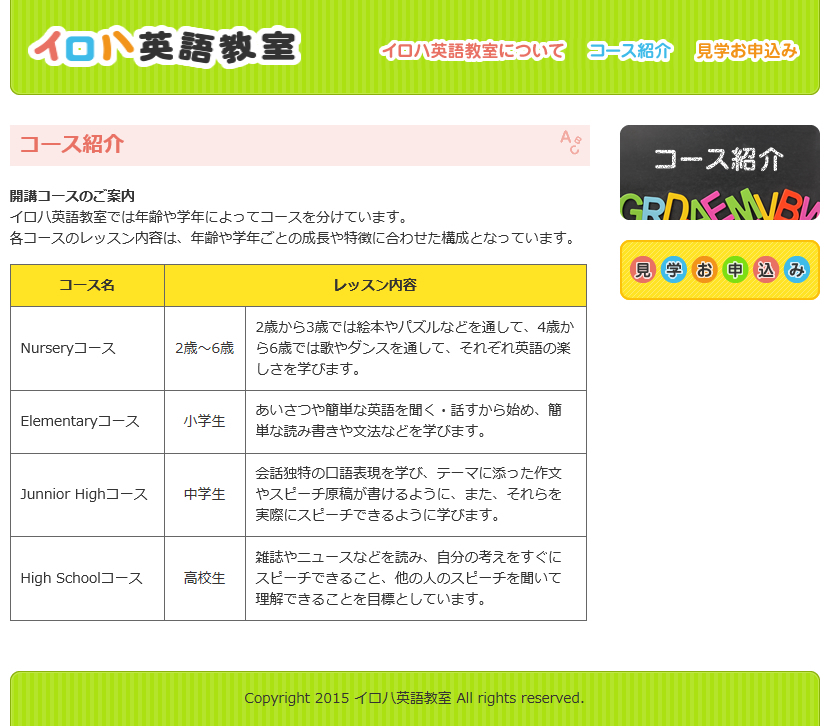 イロハ英語教室
イロハ英語教室について コース紹介 見学お申込み
コース紹介
A B C
コース紹介
GRDAEMVBW
見学お申込み
開講コースのご案内
イロハ英語教室では年齢や学年によってコースを分けています。
各コースのレッスン内容は、年齢や学年ごとの成長や特徴に合わせた構成となっています。
コース名 レッスン内容
Nurseryコース
2歳～6歳
2歳から3歳では絵本やパズルなどを通して、4歳か
ら6歳では歌やダンスを通して、それぞれ英語の楽
しさを学びます。
Elementaryコース
小学生
あいさつや簡単な英語を聞く・話すから始め、簡
単な読み書きや文法などを学びます。
Junnior Highコース
中学生
会話独特の口語表現を学び、テーマに添った作文
やスピーチ原稿が書けるように、また、それらを
実際にスピーチできるように学びます。
High Schoolコース
高校生
雑誌やニュースなどを読み、自分の考えをすぐに
スピーチできること、他の人のスピーチを聞いて
理解できることを目標としています。
Copyright 2015 イロハ英語教室 All rights reserved.